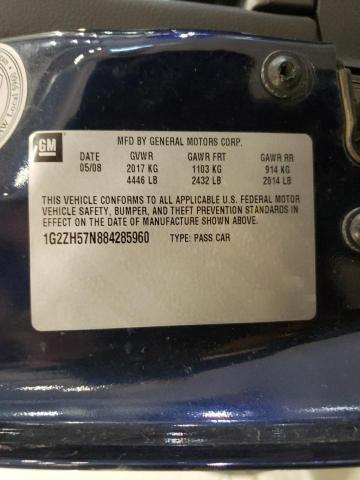 GM
MFD BY GENERAL MOTORS CORP.
DATE GVWR GAWR FRT GAWR RR
05/08 2017 KG 1103 KG 914 KG
4446 LB 2432 LB 2014 LB
THIS VEHICLE CONFORMS TO ALL APPLICABLE U.S. FEDERAL MOTOR
VEHICLE SAFETY, BUMPER, AND THEFT PREVENTION STANDARDS
IN EFFECT ON THE DATE OF MANUFACTURE SHOWN ABOVE.
1G2ZH57N884285960 TYPE: PASS CAR